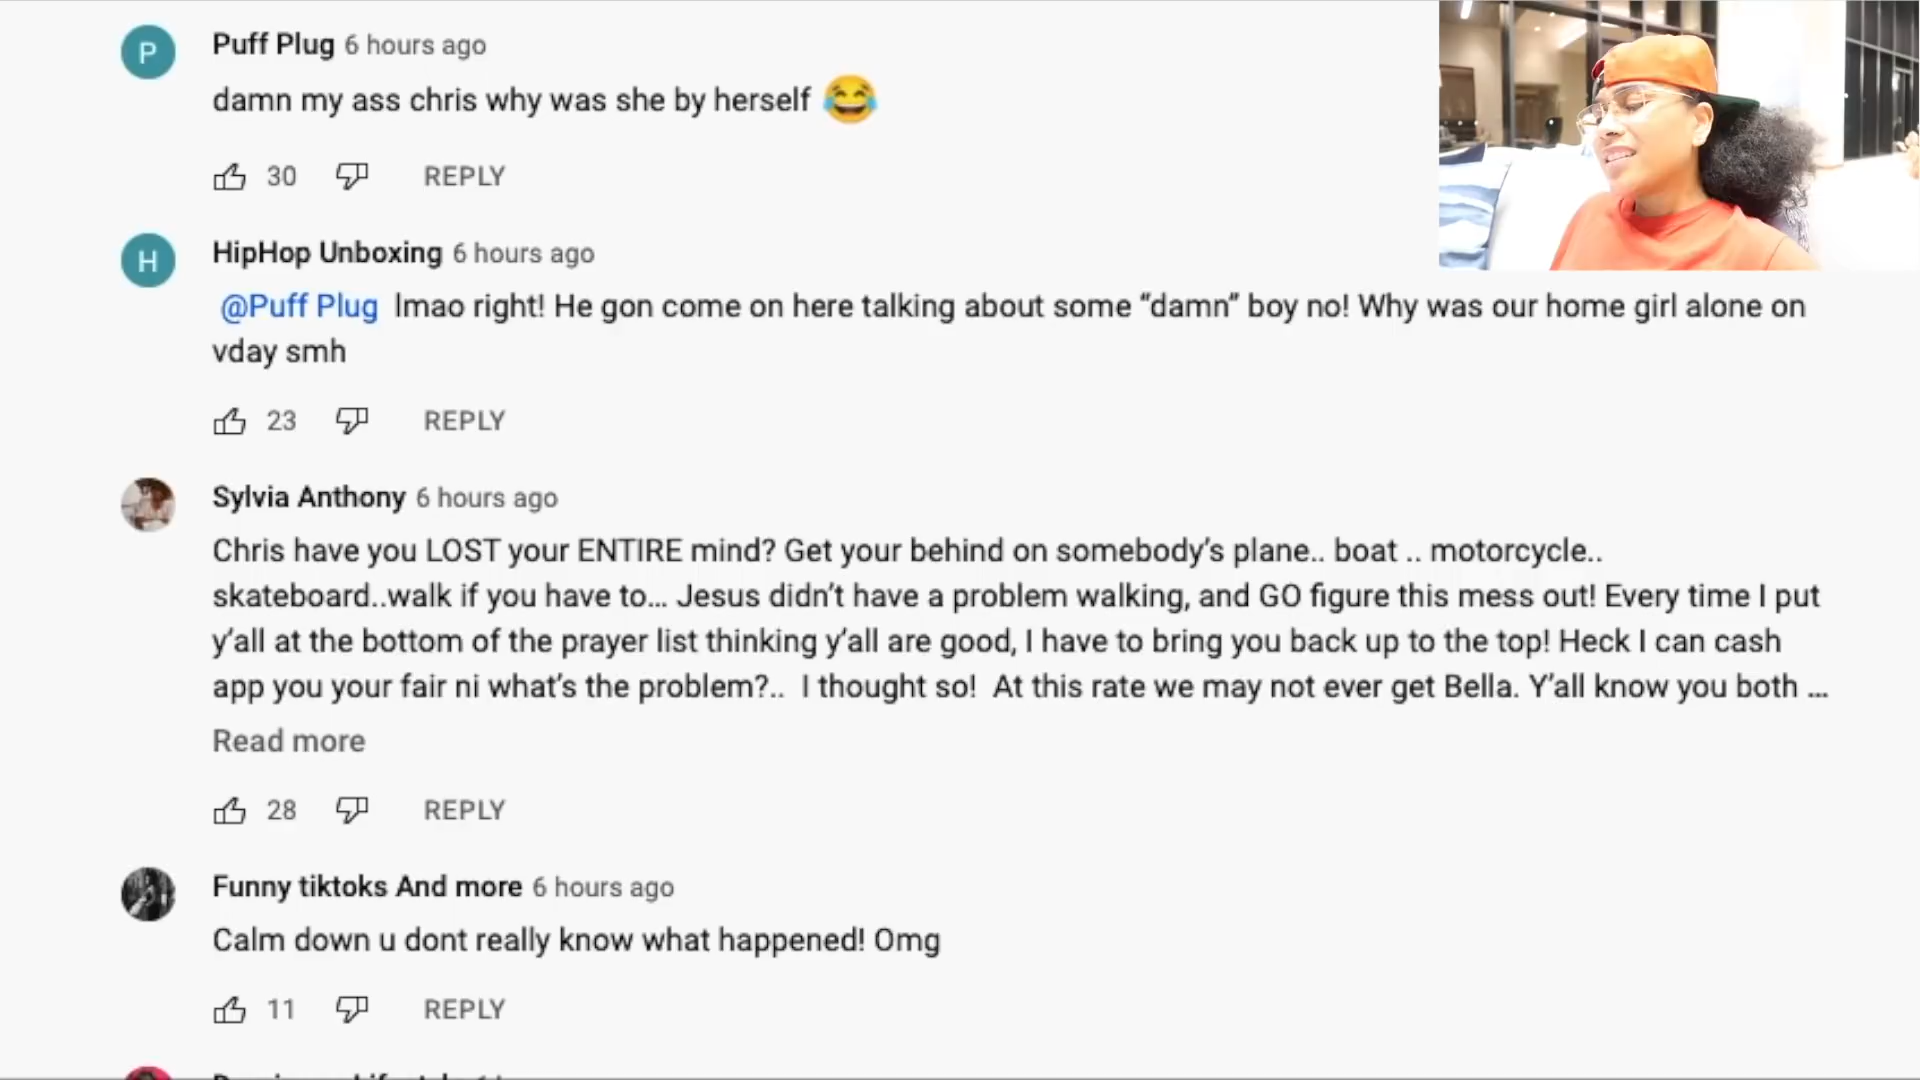 P
Puff Plug 6 hours ago
damn my ass chris why was she by herself 😂
30 REPLY
H
HipHop Unboxing 6 hours ago
@Puff Plug lmao right! He gon come on here talking about some “damn” boy no! Why was our home girl alone on
vday smh
23 REPLY
Sylvia Anthony 6 hours ago
Chris have you LOST your ENTIRE mind? Get your behind on somebody’s plane.. boat .. motorcycle..
skateboard..walk if you have to... Jesus didn’t have a problem walking, and GO figure this mess out! Every time I put
y’all at the bottom of the prayer list thinking y’all are good, I have to bring you back up to the top! Heck I can cash
app you your fair ni what’s the problem?.. I thought so! At this rate we may not ever get Bella. Y’all know you both ...
Read more
28 REPLY
Funny tiktoks And more 6 hours ago
Calm down u dont really know what happened! Omg
11 REPLY